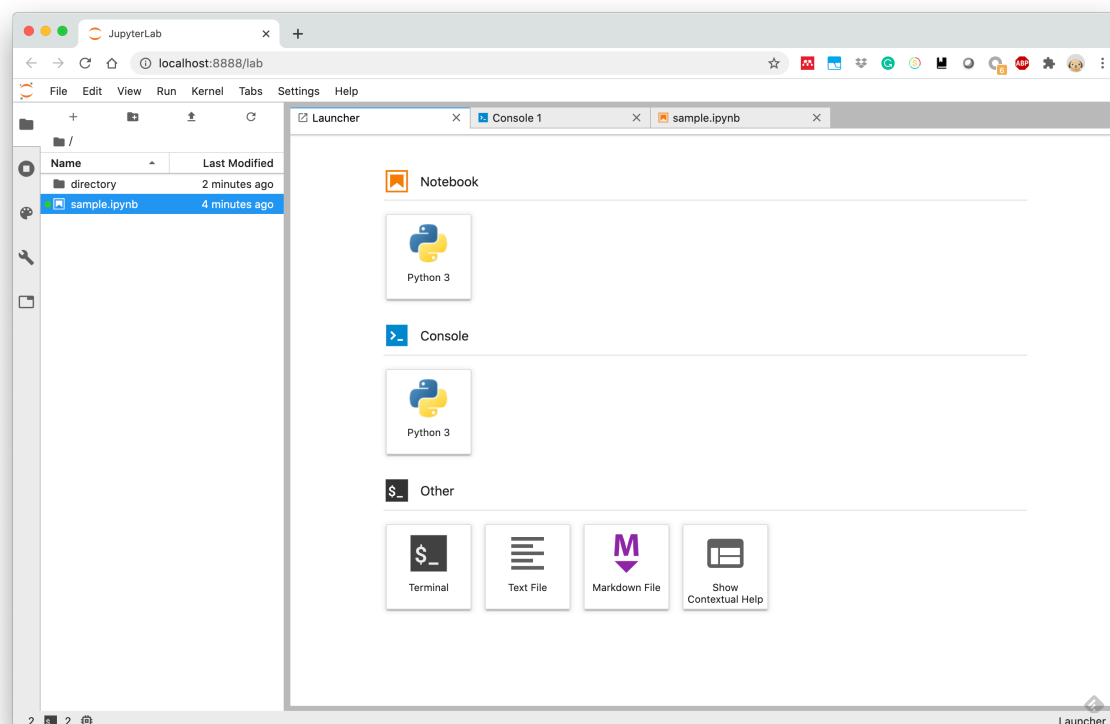 JupyterLab
localhost:8888/lab
6
ABP
File Edit View Run Kernel Tabs Settings Help
Launcher
Console 1
sample.ipynb
/
Name Last Modified
directory 2 minutes ago
sample.ipynb 4 minutes ago
Notebook
Python 3
Console
Python 3
$_ Other
$_
Terminal
Text File
M
Markdown File
Show
Contextual Help
2 $_ 2
Launcher